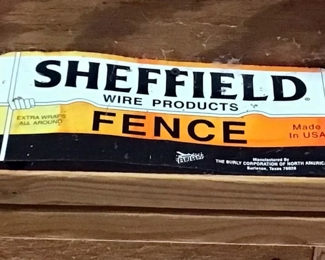 SHEFFIELD®
WIRE PRODUCTS
EXTRA WRAPS
ALL AROUND
FENCE
Made
In USA
Manufactured By
THE BURLY CORPORATION OF NORTH AMERICA
Burleson, Texas 76028